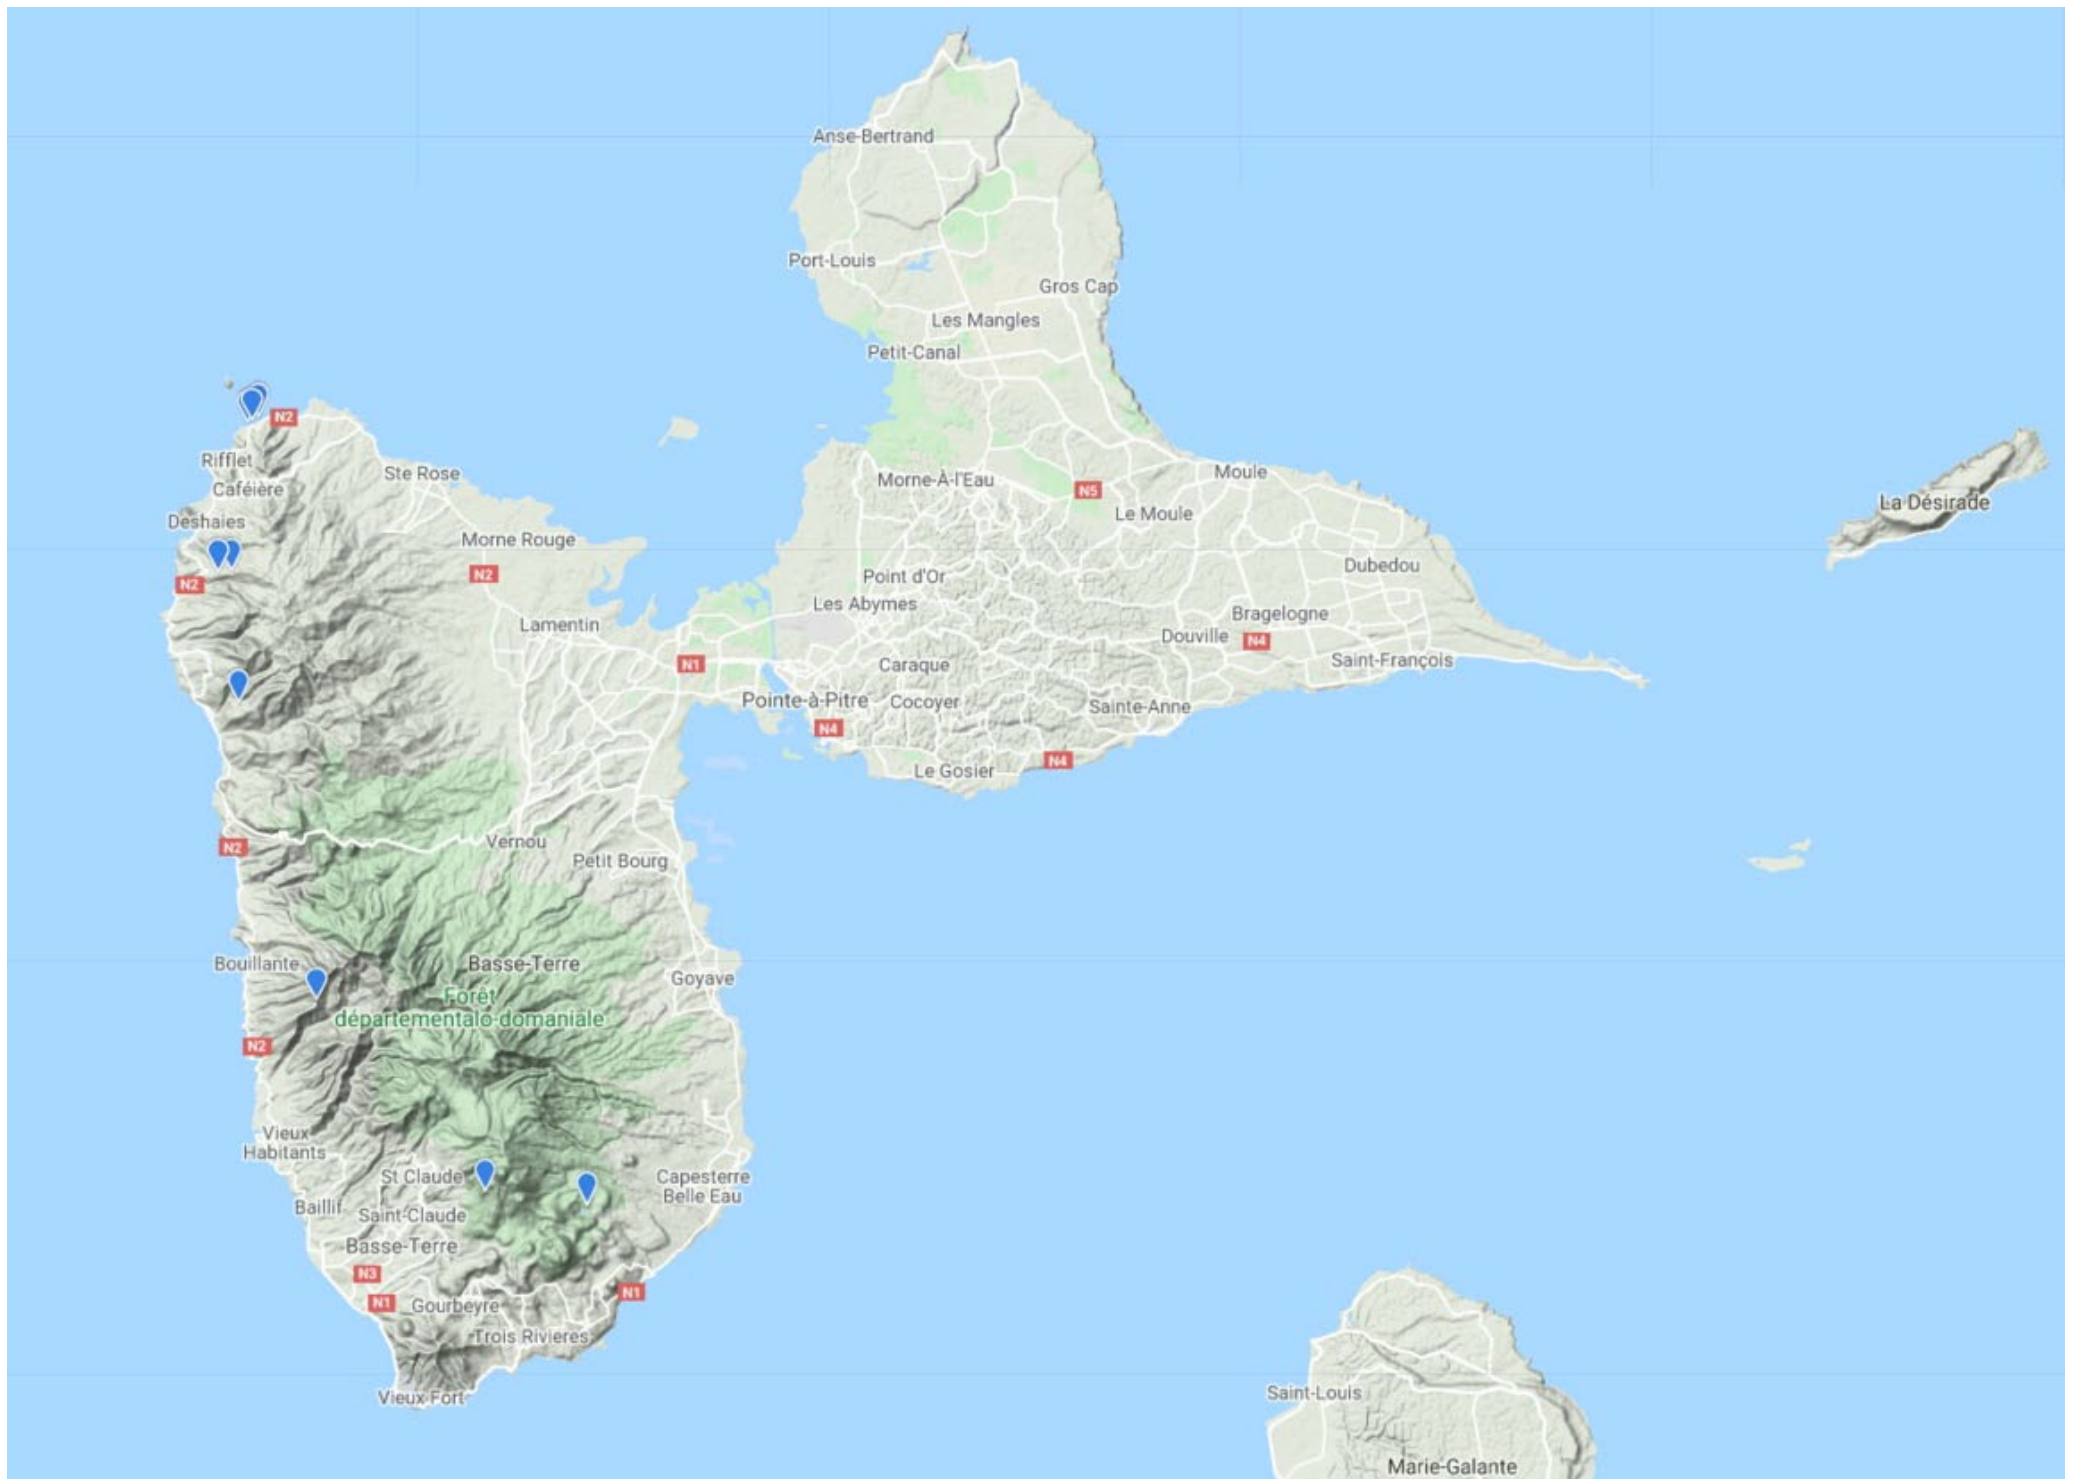 Anse-Bertrand
Port-Louis
Gros Cap
Les Mangles
Petit-Canal
N2
Rifflet
Caféière
Ste Rose
Morne-À-l'Eau
Moule
N5
Le Moule
La Désirade
Deshaies
Morne Rouge
N2
N2
Point d'Or
Dubedou
Les Abymes
Bragelogne
Lamentin
Douville
N4
N1
Caraque
Saint-François
Pointe-à-Pitre
Cocoyer
Sainte-Anne
N4
N4
Le Gosier
N2
Vernou
Petit Bourg
Bouillante
Basse-Terre
Goyave
Forêt
départementalo-domaniale
N2
Vieux
Habitants
St Claude
Capesterre
Belle Eau
Baillif
Saint-Claude
Basse-Terre
N3
N1
N1
Gourbeyre
Trois Rivieres
Vieux-Fort
Saint-Louis
Marie-Galante